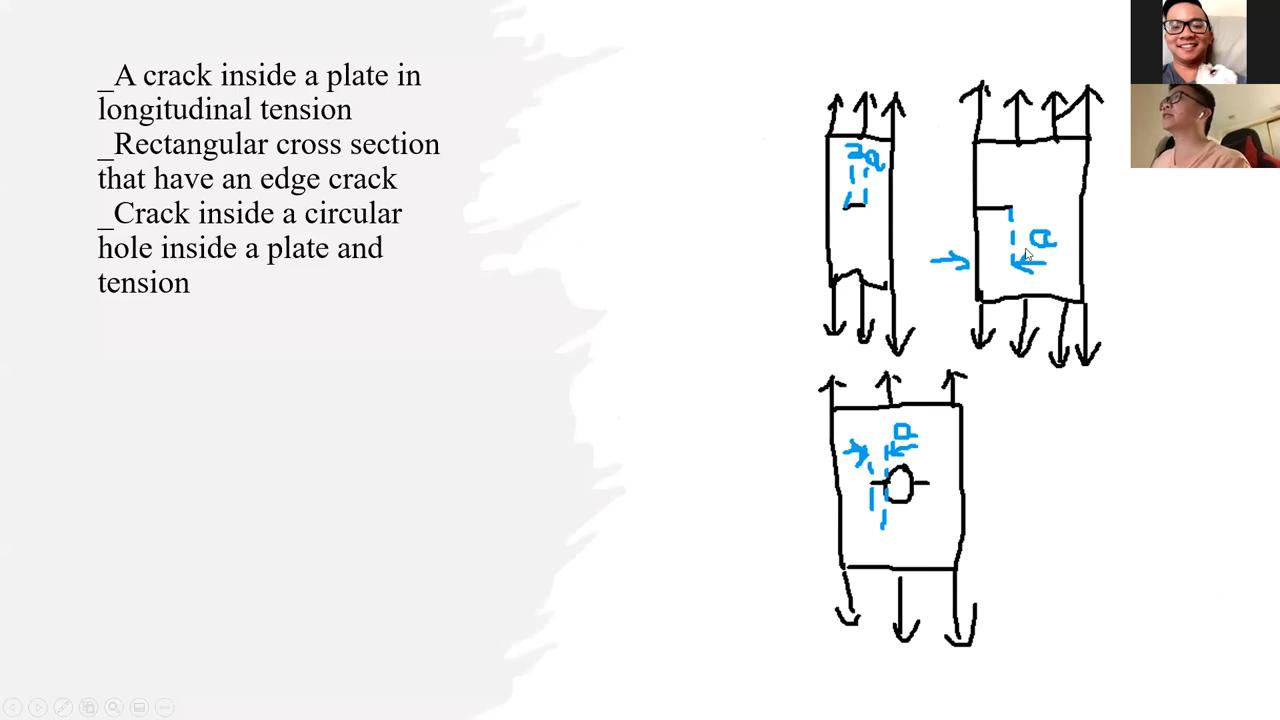 _A crack inside a plate in
longitudinal tension
_Rectangular cross section
that have an edge crack
_Crack inside a circular
hole inside a plate and
tension
2a
a
a